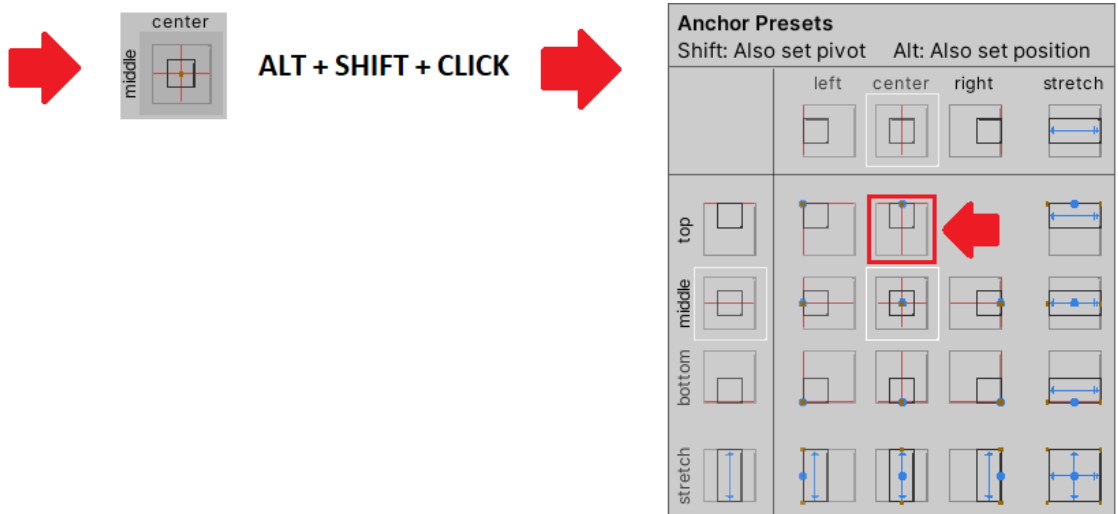 center
middle
ALT + SHIFT + CLICK
Anchor Presets
Shift: Also set pivot Alt: Also set position
left center right stretch
top
middle
bottom
stretch